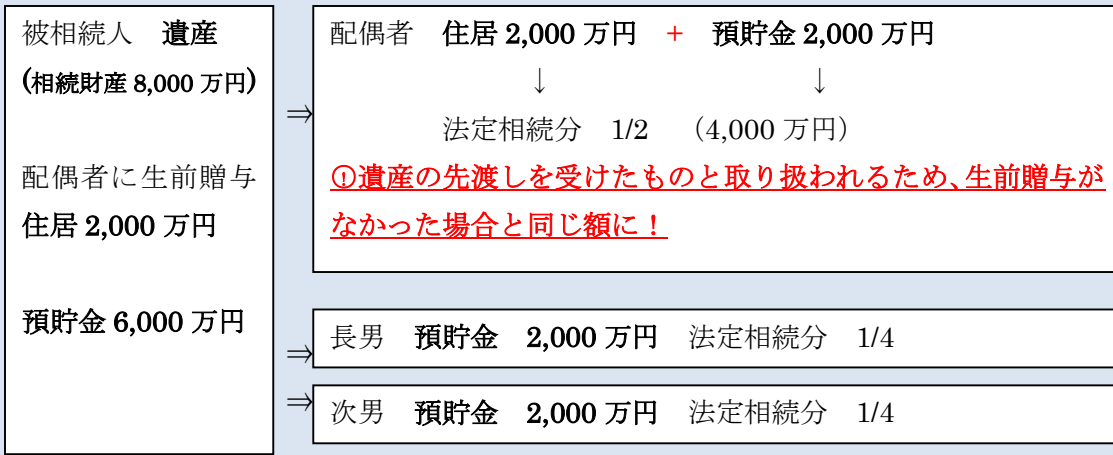 被相続人　遺産
(相続財産 8,000 万円)
配偶者に生前贈与
住居 2,000 万円
預貯金 6,000 万円
⇒
配偶者　住居 2,000 万円　+　預貯金 2,000 万円
↓　↓
法定相続分　1/2　（4,000 万円）
①遺産の先渡しを受けたものと取り扱われるため、生前贈与が
なかった場合と同じ額に！
⇒
長男　預貯金　2,000 万円　法定相続分　1/4
⇒
次男　預貯金　2,000 万円　法定相続分　1/4